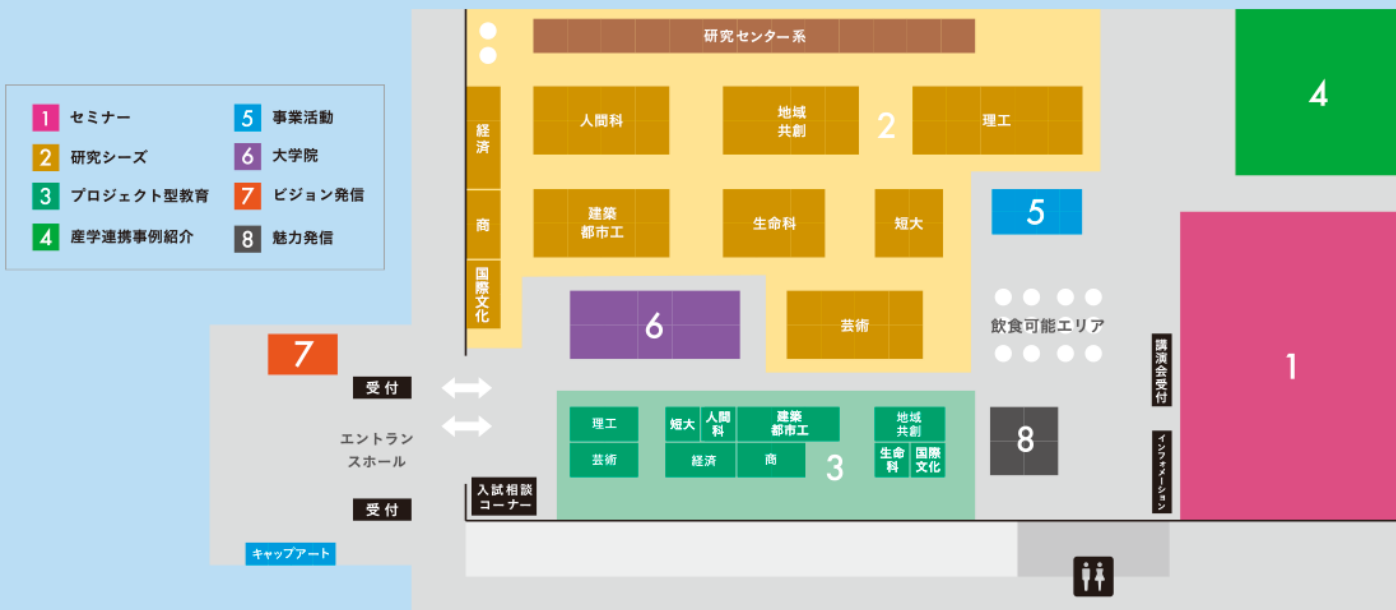 1 セミナー
2 研究シーズ
3 プロジェクト型教育
4 産学連携事例紹介
5 事業活動
6 大学院
7 ビジョン発信
8 魅力発信
研究センター系
経済
人間科
地域
共創
2
理工
4
商
建築
都市工
生命科
短大
5
国際文化
6
芸術
飲食可能エリア
7
受付
エントラン
スホール
受付
キャップアート
入試相談
コーナー
理工
短大
人間
科
建築
都市工
地域
共創
芸術
経済
商
3
生命
科
国際
文化
8
講演会受付
インフォメーション
1